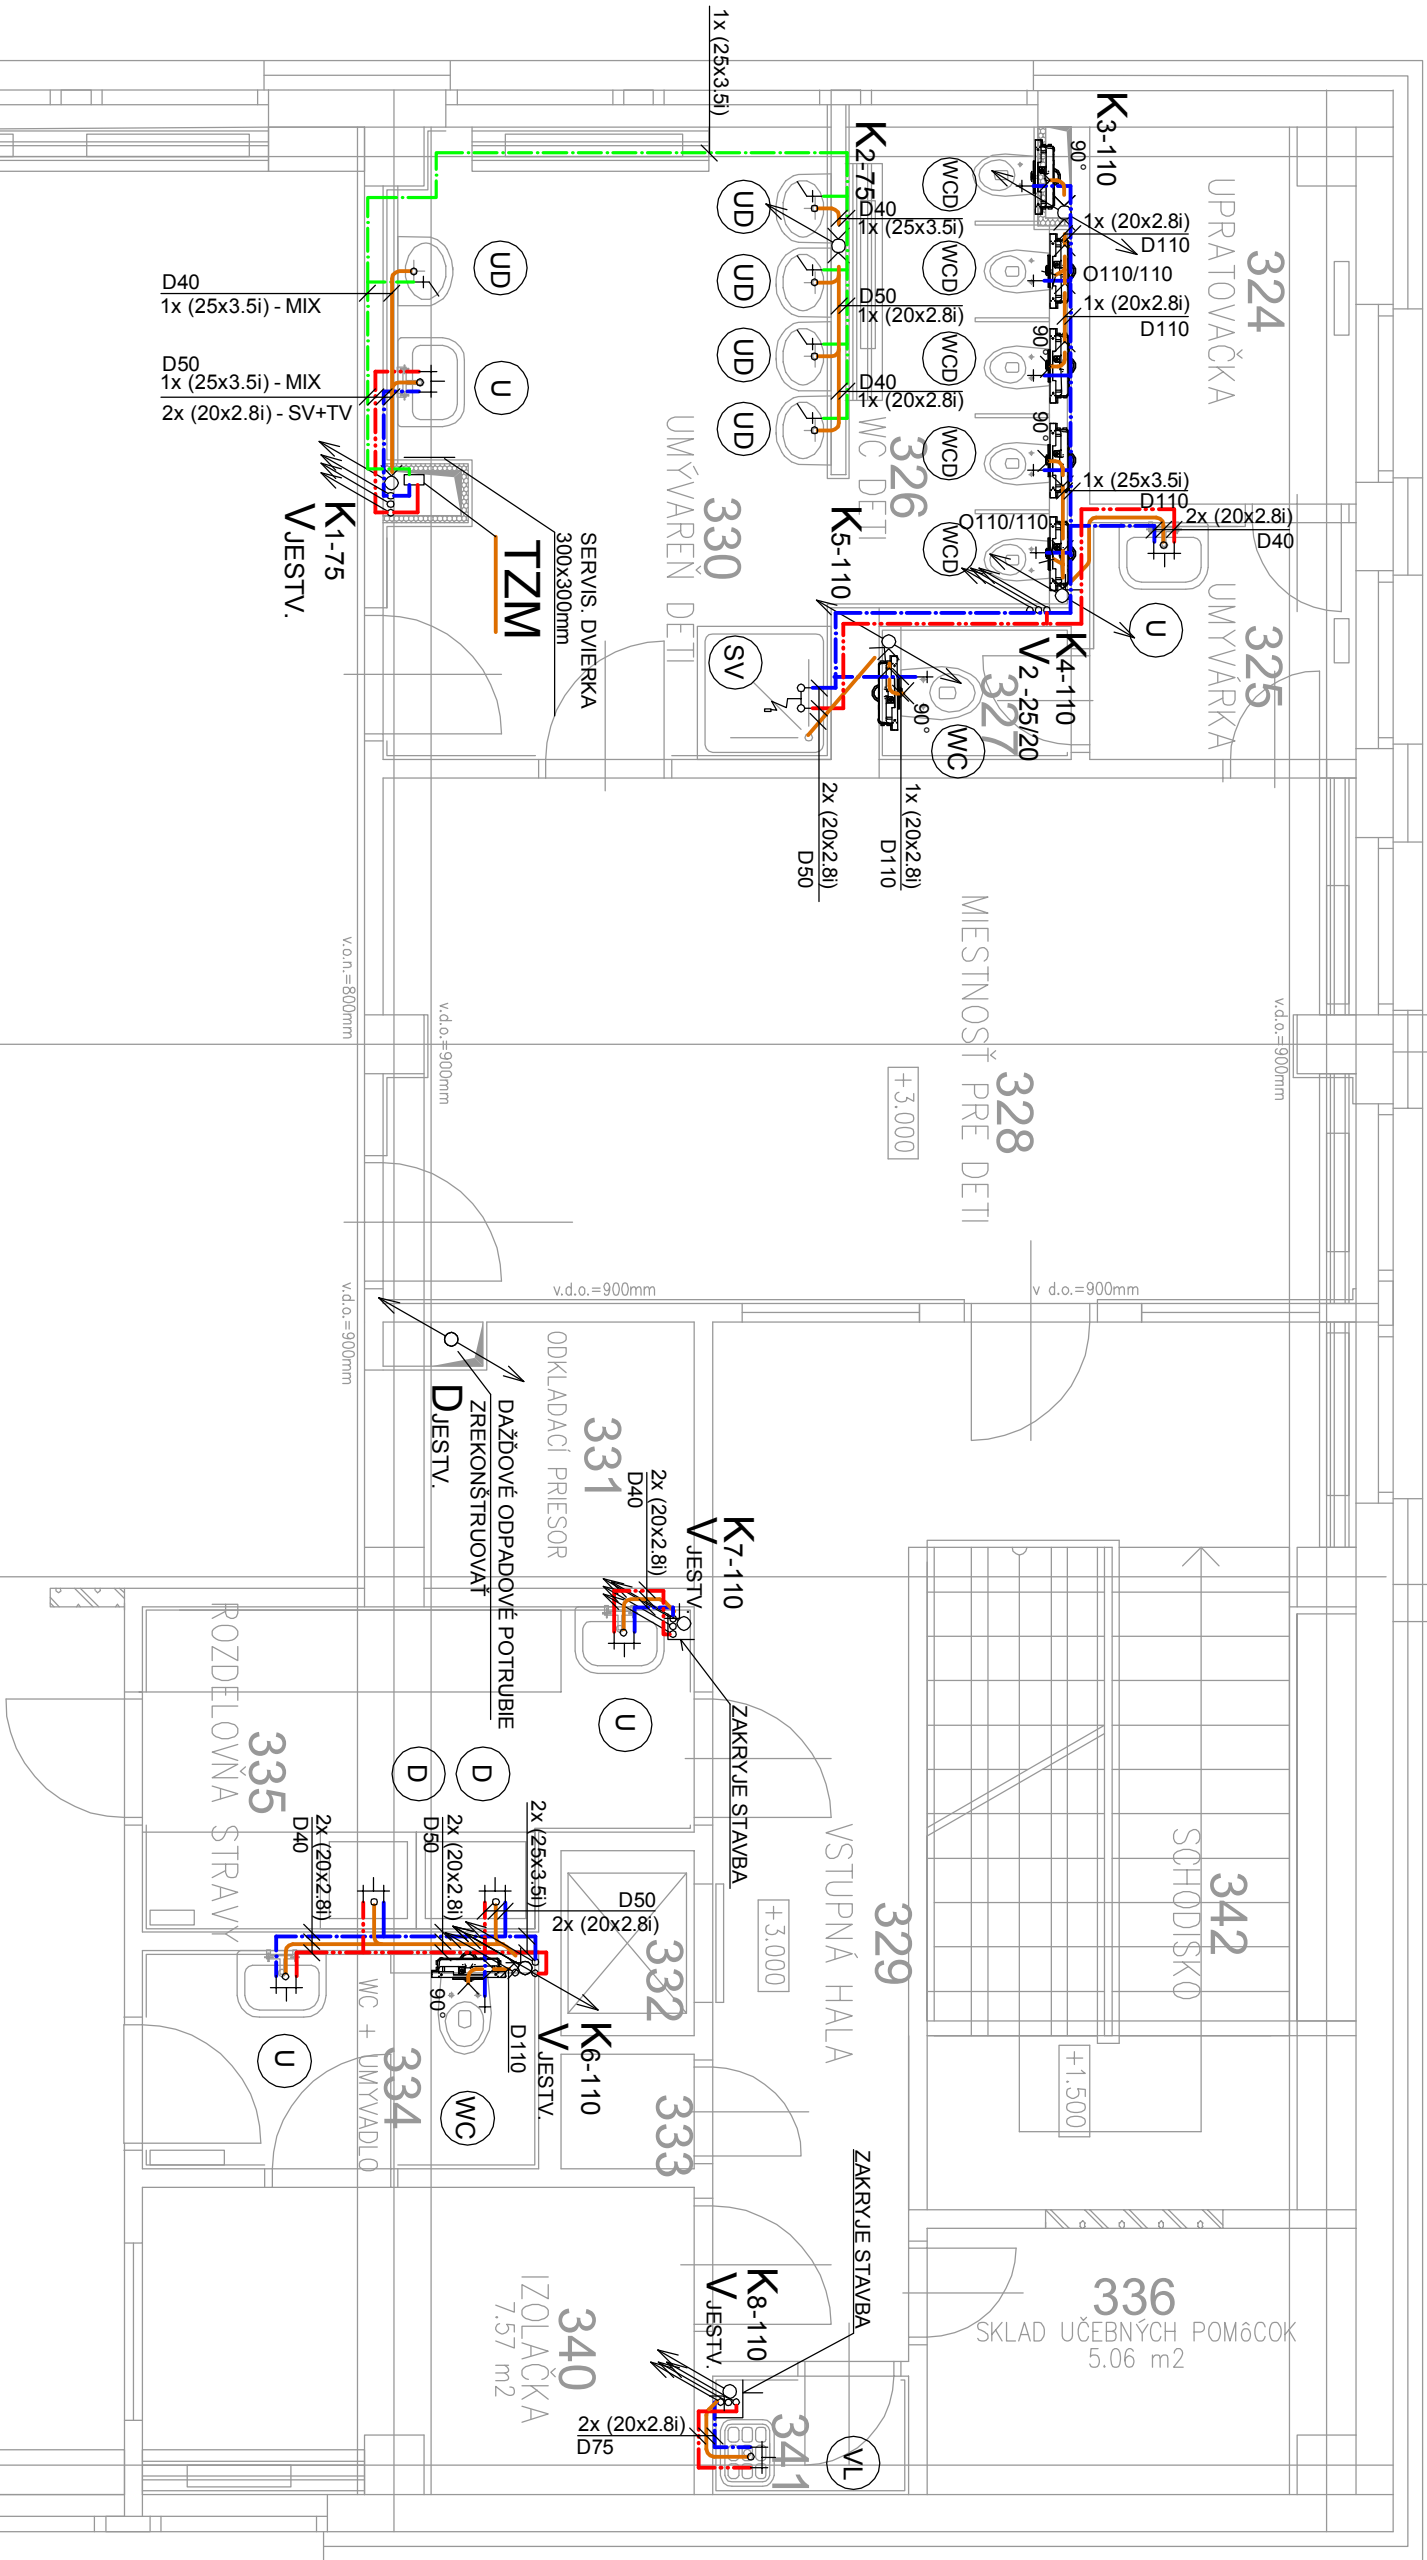 1x (25x3.5i)
K3-110
90°
324
UPRATOVAČKA
1x (20x2.8i)
D110
O110/110
1x (20x2.8i)
D110
90°
90°
1x (25x3.5i)
D110
O110/110
2x (20x2.8i)
D40
U
325
UMÝVÁRKA
K2-75
WCD
WCD
WCD
WCD
WCD
D40
1x (25x3.5i)
D50
1x (20x2.8i)
D40
1x (20x2.8i)
326
WC DETI
UD
UD
UD
UD
UD
U
D40
1x (25x3.5i) - MIX
D50
1x (25x3.5i) - MIX
2x (20x2.8i) - SV+TV
330
UMÝVAREŇ DETI
K1-75
V JESTV.
TZM
SERVIS. DVIERKA
300x300mm
K5-110
SV
K4-110
V2 -25/20
327
90°
WC
1x (20x2.8i)
D110
2x (20x2.8i)
D50
328
MIESTNOSŤ PRE DETI
+3.000
v.o.n.=800mm
v.d.o.=900mm
v.d.o.=900mm
v.d.o.=900mm
v d.o.=900mm
v.d.o.=900mm
DJESTV.
DAŽĎOVÉ ODPADOVÉ POTRUBIE
ZREKONŠTRUOVAŤ
331
ODKLADACÍ PRIESOR
2x (20x2.8i)
D40
K7-110
V JESTV.
ZAKRYJE STAVBA
U
D
D
335
ROZDELOVŇA STRAVY
2x (20x2.8i)
D40
2x (20x2.8i)
D50
2x (25x3.5i)
D50
2x (20x2.8i)
332
333
329
VSTUPNÁ HALA
+3.000
342
SCHODISKO
+1.500
90°
D110
K6-110
V JESTV.
WC
U
334
WC + UMÝVADLO
ZAKRYJE STAVBA
K8-110
V JESTV.
340
IZOLAČKA
7.57 m2
2x (20x2.8i)
D75
341
VL
336
SKLAD UČEBNÝCH POMôCOK
5.06 m2